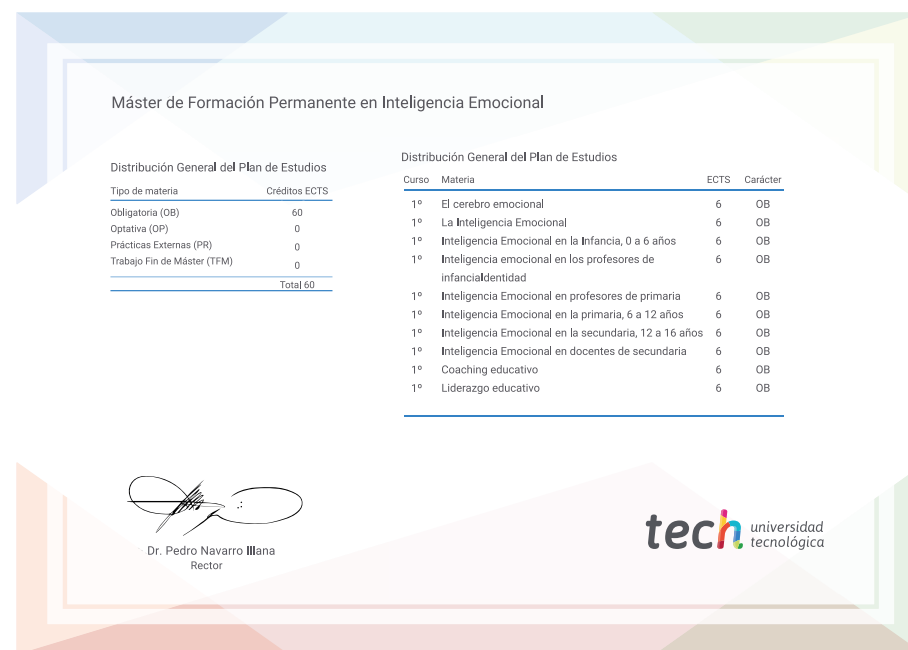 Máster de Formación Permanente en Inteligencia Emocional
Distribución General del Plan de Estudios
Tipo de materia Créditos ECTS
Obligatoria (OB) 60
Optativa (OP) 0
Prácticas Externas (PR) 0
Trabajo Fin de Máster (TFM) 0
Total 60
Distribución General del Plan de Estudios
Curso Materia ECTS Carácter
1º El cerebro emocional 6 OB
1º La Inteligencia Emocional 6 OB
1º Inteligencia Emocional en la Infancia, 0 a 6 años 6 OB
1º Inteligencia emocional en los profesores de 6 OB
infanciaIdentidad
1º Inteligencia Emocional en profesores de primaria 6 OB
1º Inteligencia Emocional en la primaria, 6 a 12 años 6 OB
1º Inteligencia Emocional en la secundaria, 12 a 16 años 6 OB
1º Inteligencia Emocional en docentes de secundaria 6 OB
1º Coaching educativo 6 OB
1º Liderazgo educativo 6 OB
Dr. Pedro Navarro Illana
Rector
tech universidad
tecnológica